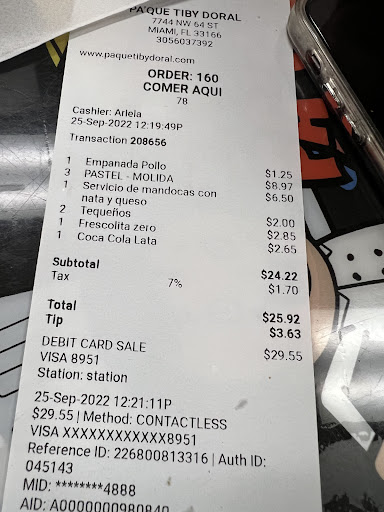 PA'QUE TIBY DORAL
7744 NW 64 ST
MIAMI, FL 33166
3056037392
www.paquetibydoral.com
ORDER: 160
COMER AQUI
78
Cashier: Arleia
25-Sep-2022 12:19:49P
Transaction 208656
1 Empanada Pollo $1.25
3 PASTEL - MOLIDA $8.97
1 Servicio de mandocas con nata y queso $6.50
2 Tequeños $2.00
1 Frescolita zero $2.85
1 Coca Cola Lata $2.65
Subtotal $24.22
Tax 7% $1.70
Total $25.92
Tip $3.63
DEBIT CARD SALE $29.55
VISA 8951
Station: station
25-Sep-2022 12:21:11P
$29.55 | Method: CONTACTLESS
VISA XXXXXXXXXXXX8951
Reference ID: 226800813316 | Auth ID:
045143
MID: ********4888
AID: A0000000980840